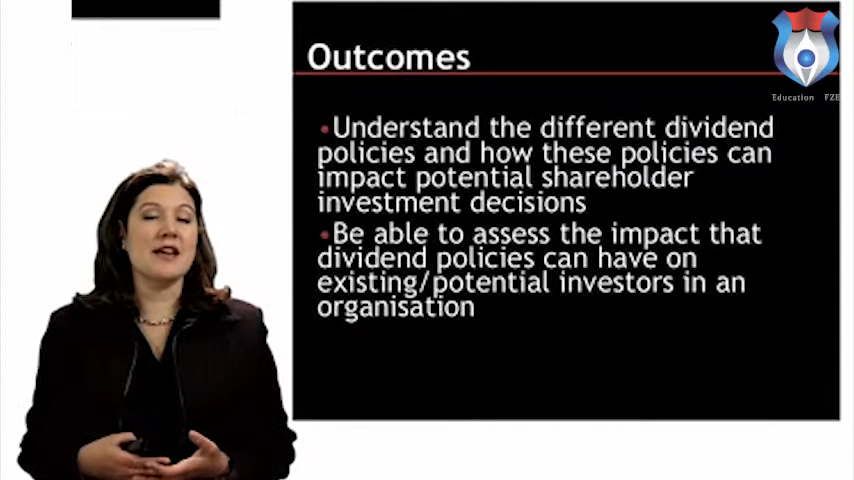 Outcomes
Education FZE
•Understand the different dividend
policies and how these policies can
impact potential shareholder
investment decisions
•Be able to assess the impact that
dividend policies can have on
existing/potential investors in an
organisation